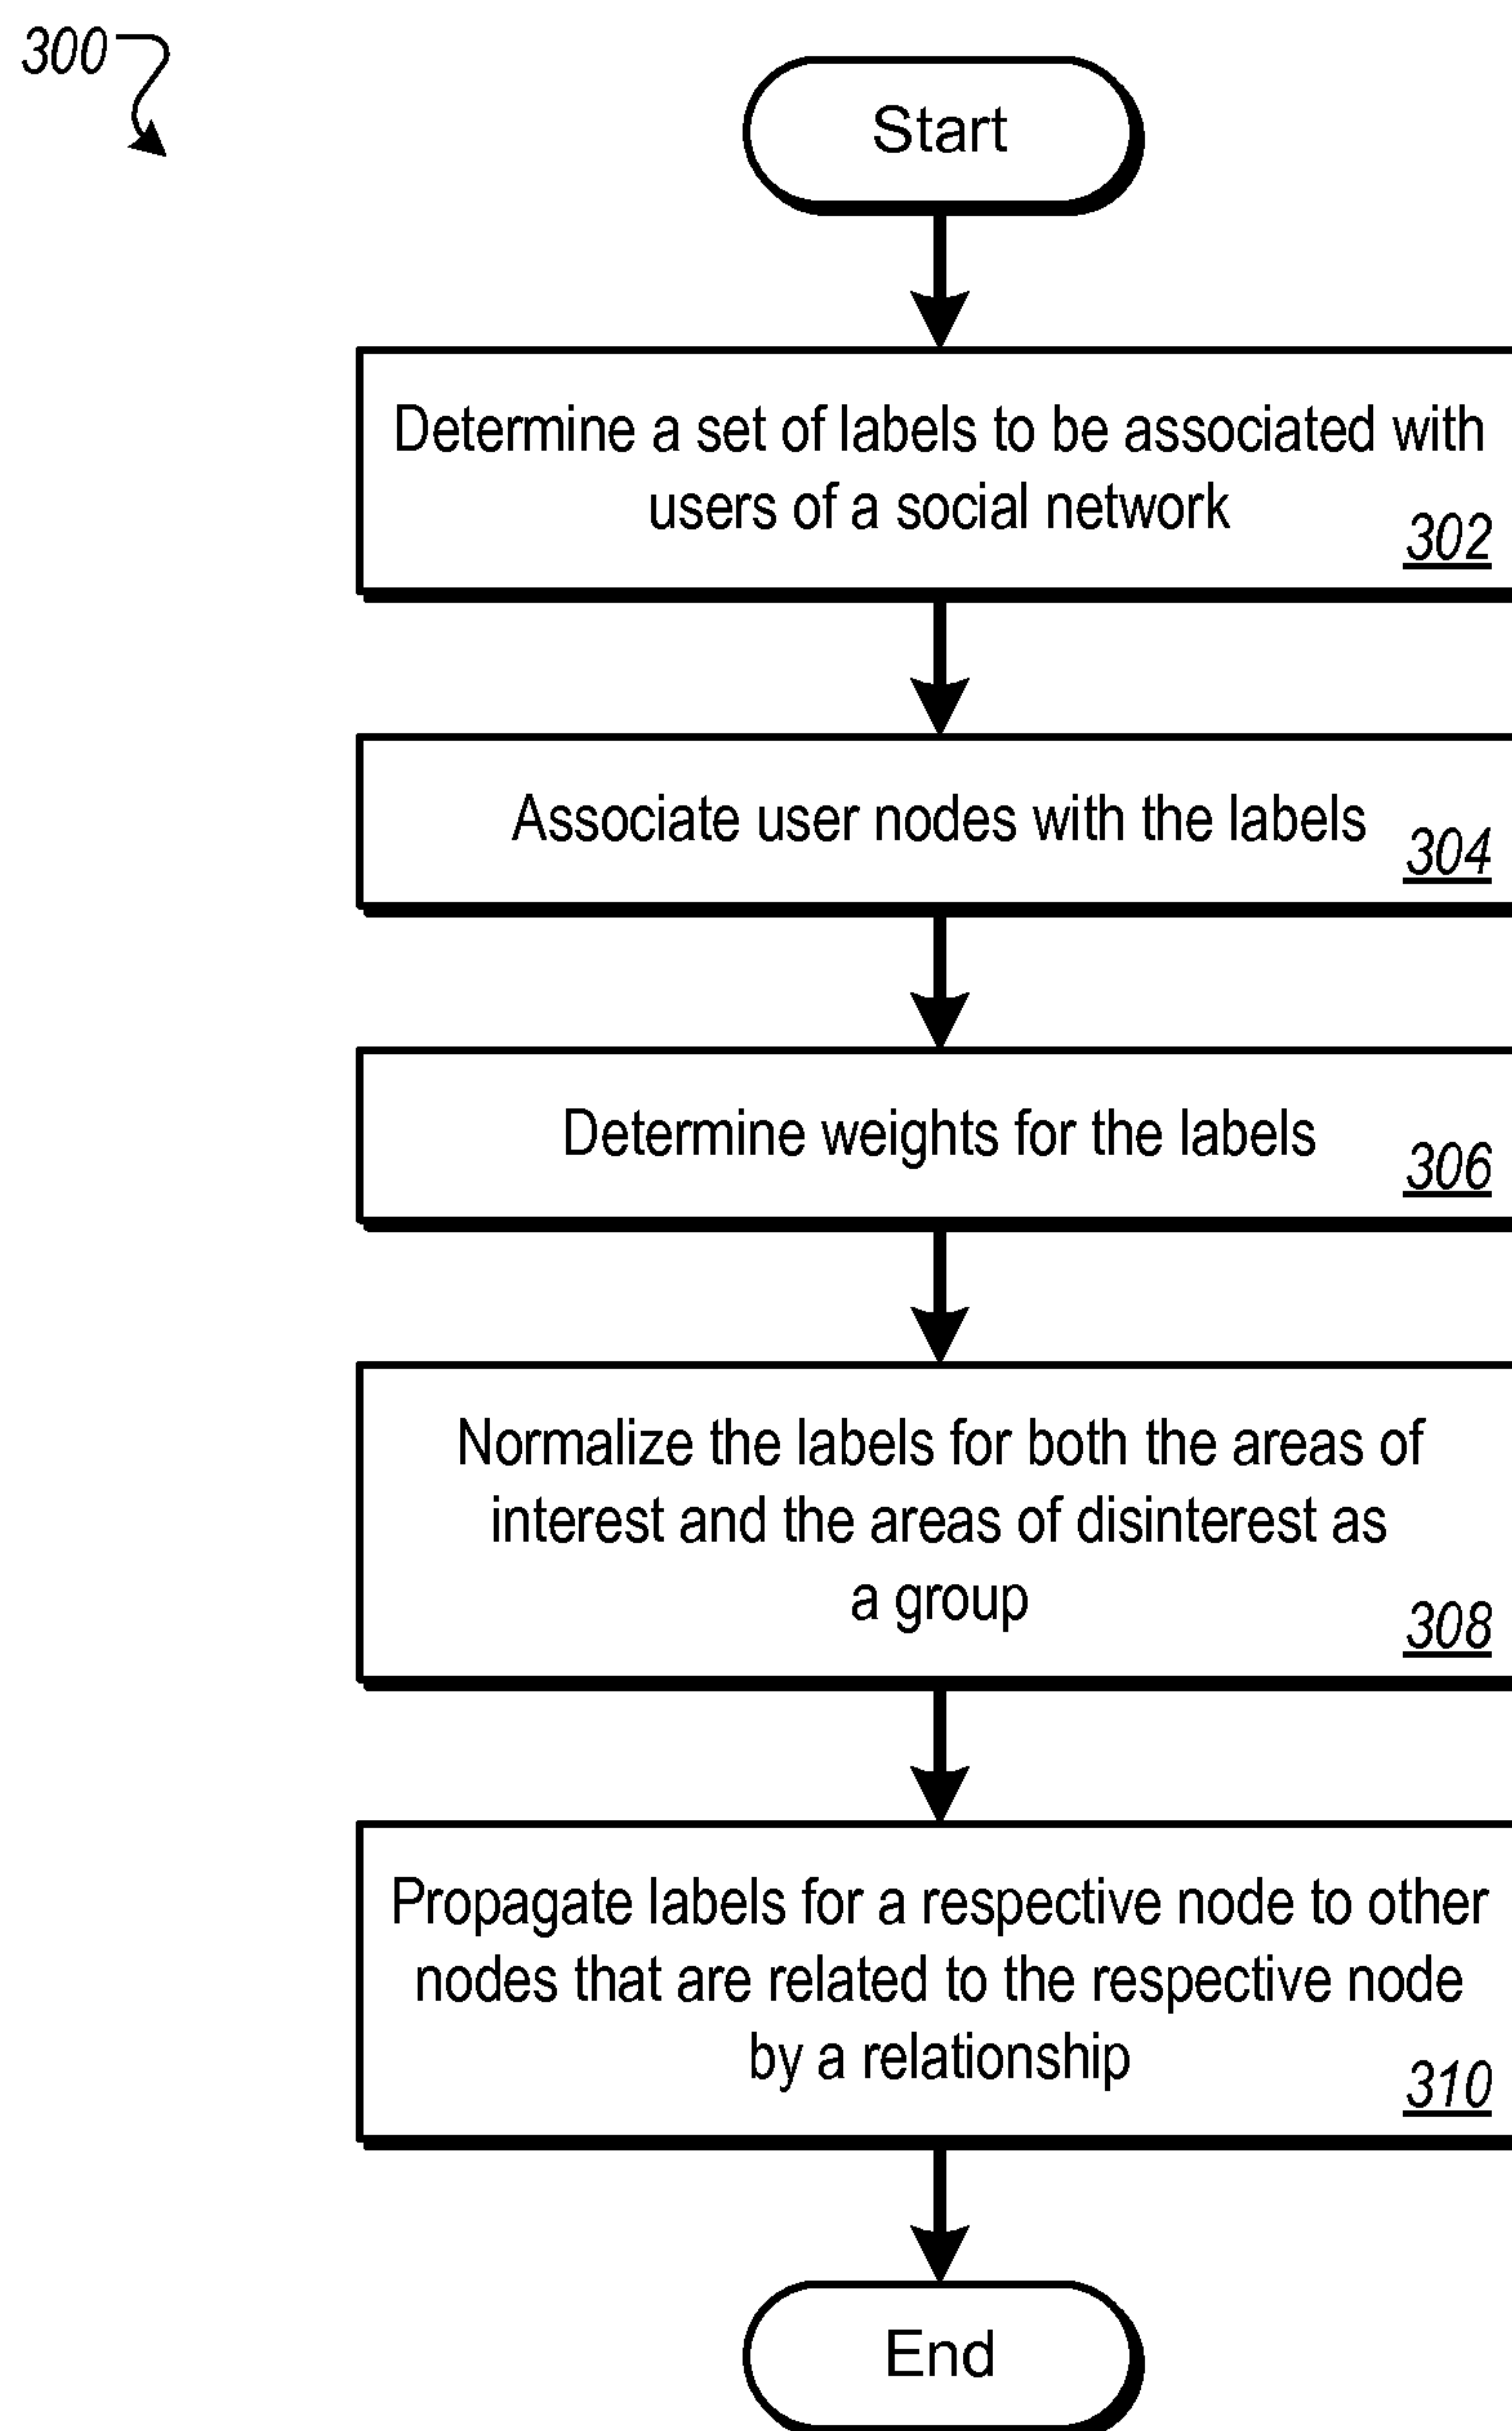 300
Start
Determine a set of labels to be associated with
users of a social network
302
Associate user nodes with the labels
304
Determine weights for the labels
306
Normalize the labels for both the areas of
interest and the areas of disinterest as
a group
308
Propagate labels for a respective node to other
nodes that are related to the respective node
by a relationship
310
End